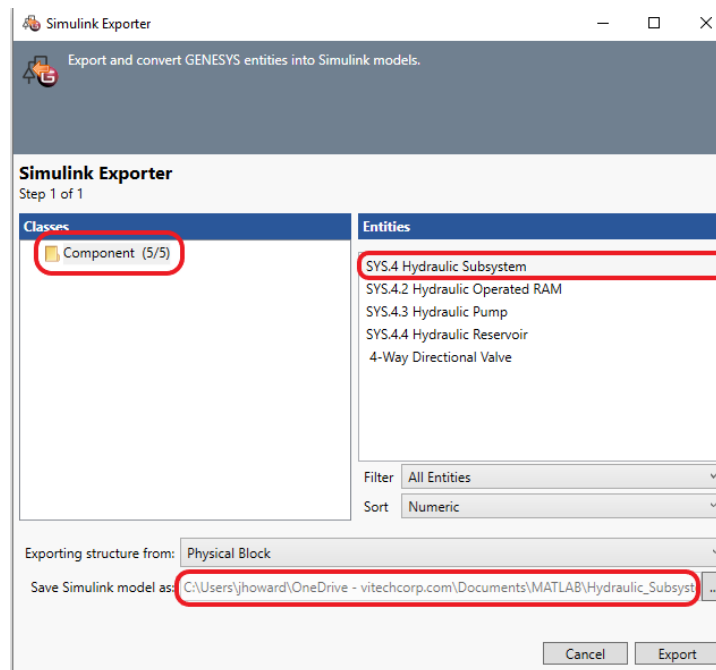 Simulink Exporter
Export and convert GENESYS entities into Simulink models.
Simulink Exporter
Step 1 of 1
Classes
Component (5/5)
Entities
SYS.4 Hydraulic Subsystem
SYS.4.2 Hydraulic Operated RAM
SYS.4.3 Hydraulic Pump
SYS.4.4 Hydraulic Reservoir
4-Way Directional Valve
Filter All Entities
Sort Numeric
Exporting structure from: Physical Block
Save Simulink model as: C:\Users\jhoward\OneDrive - vitechcorp.com\Documents\MATLAB\Hydraulic_Subsyst ...
Cancel Export